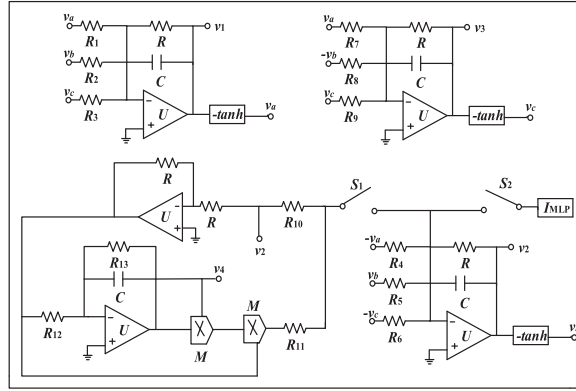 va v1 va v3
R1 R R7 R
vb -vb
R2 C R8 C
vc vc
R3 U -tanh va R9 U -tanh vc
R S1 S2
U R R10 IMLP
v2
-va R4 R v2
R13 v4 vb
C M R5 C
R12 U M R11 -vc
R6 U -tanh